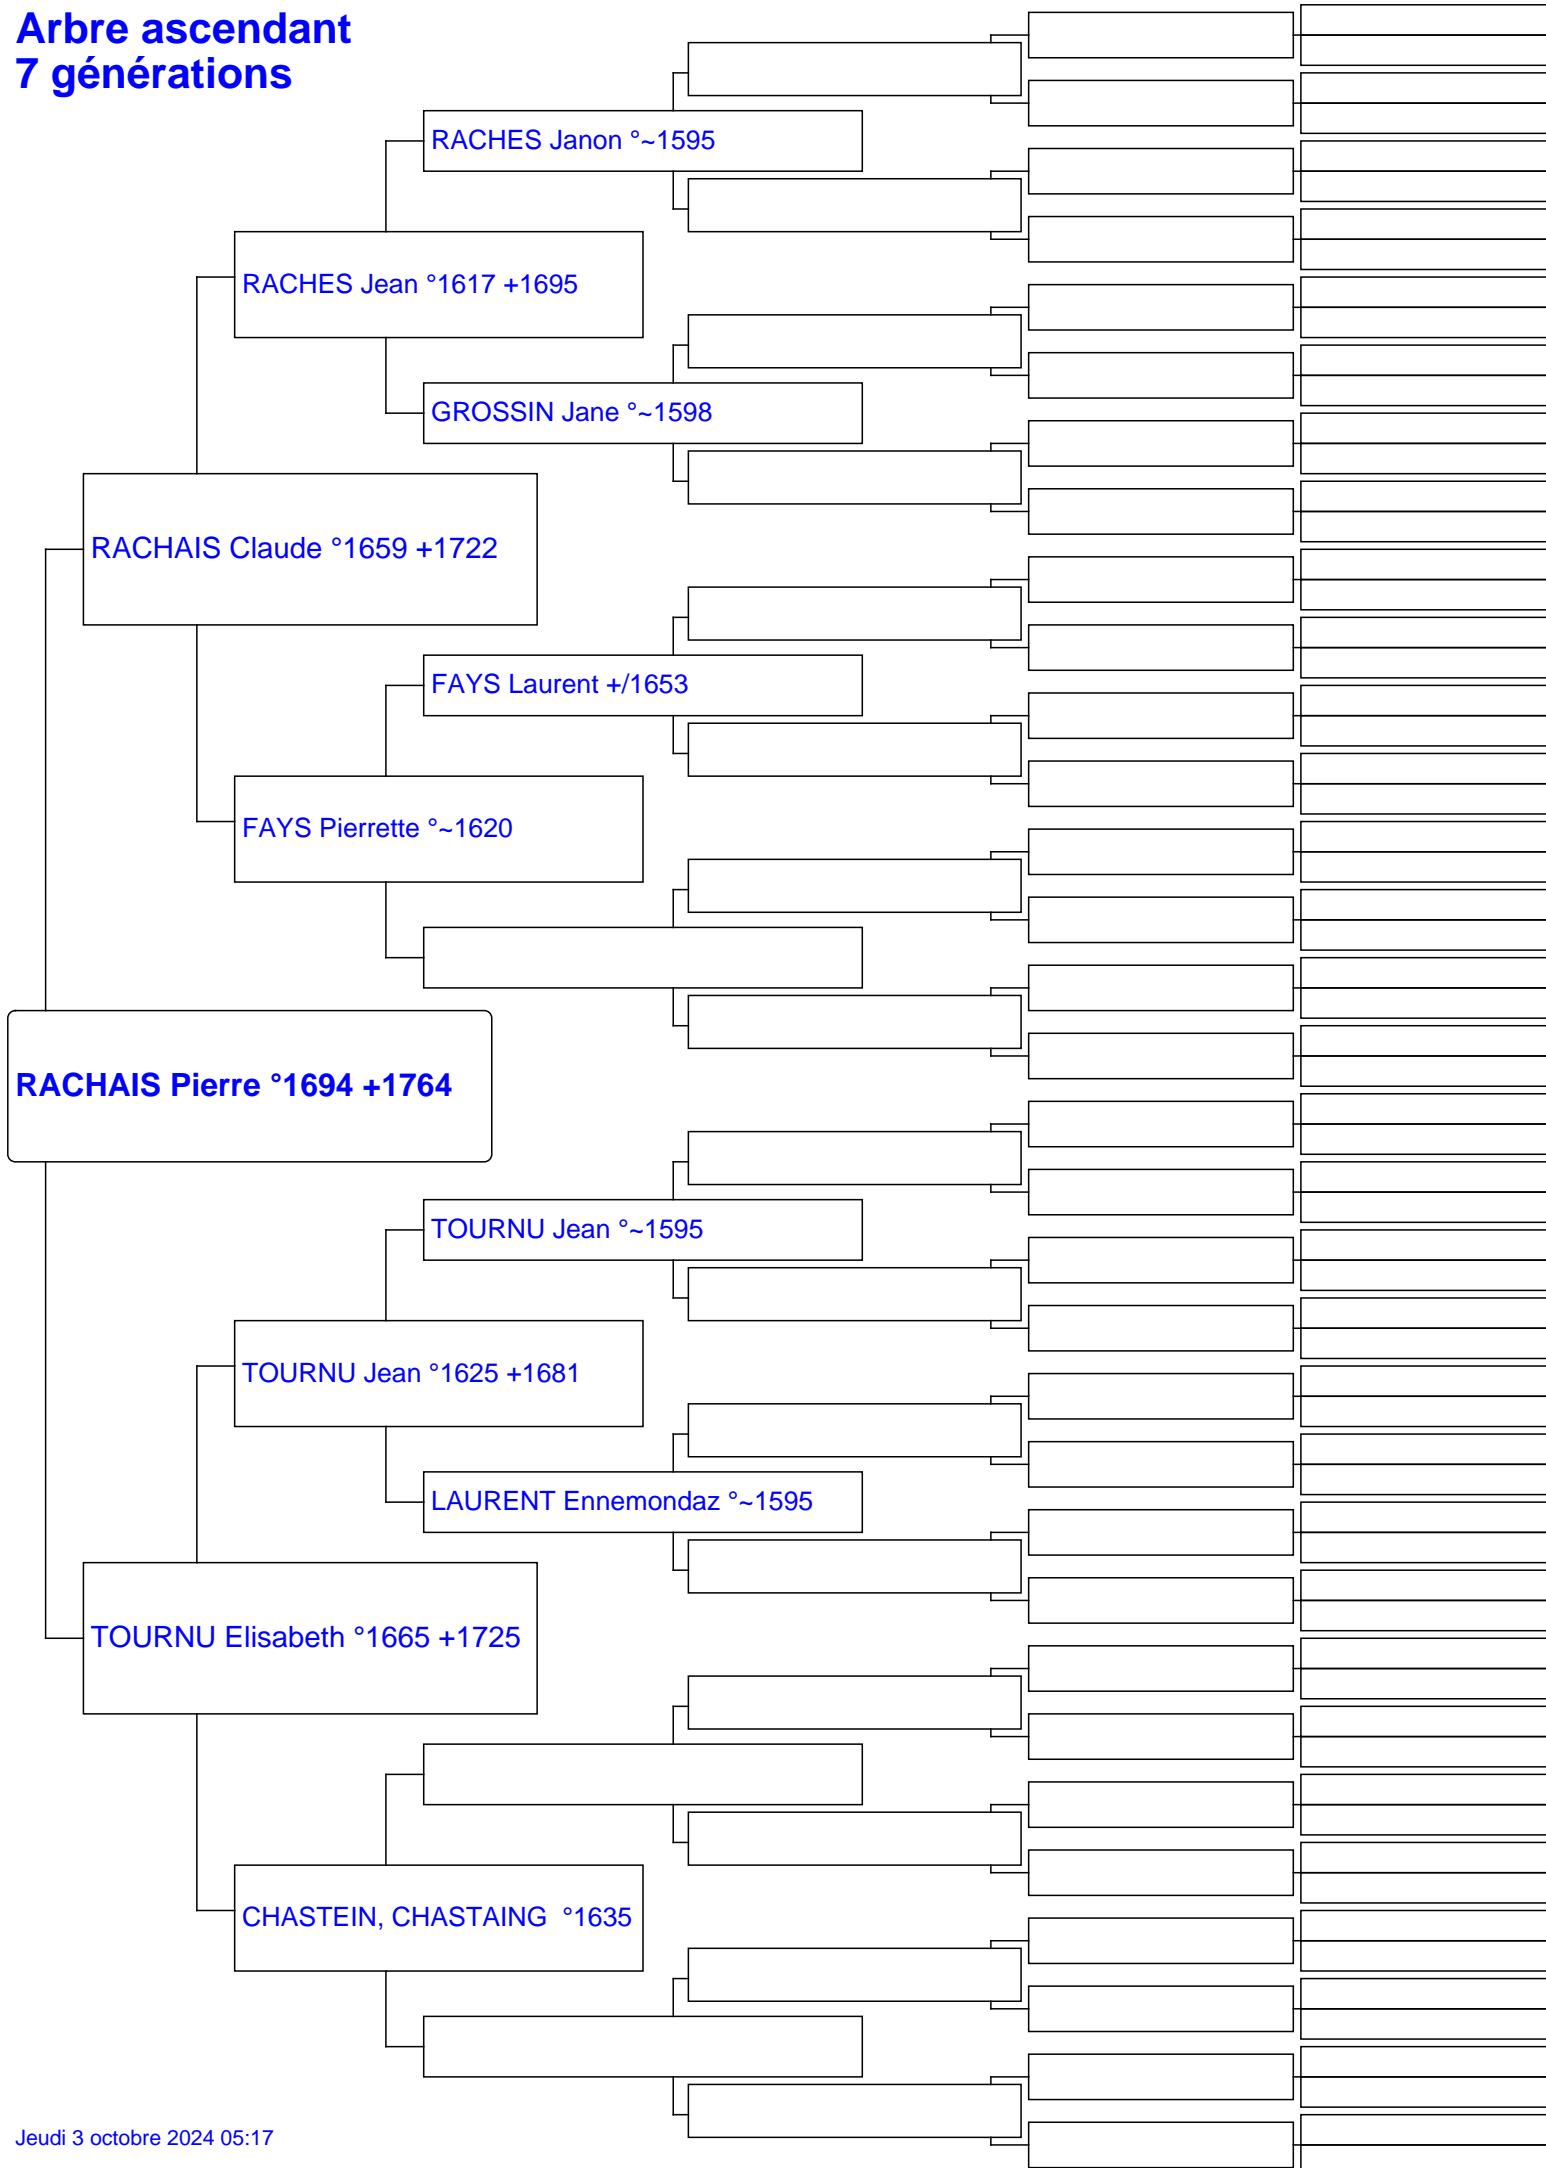 Arbre ascendant
7 générations
RACHES Janon °~1595
RACHES Jean °1617 +1695
GROSSIN Jane °~1598
RACHAIS Claude °1659 +1722
FAYS Laurent +/1653
FAYS Pierrette °~1620
RACHAIS Pierre °1694 +1764
TOURNU Jean °~1595
TOURNU Jean °1625 +1681
LAURENT Ennemondaz °~1595
TOURNU Elisabeth °1665 +1725
CHASTEIN, CHASTAING  °1635
Jeudi 3 octobre 2024 05:17